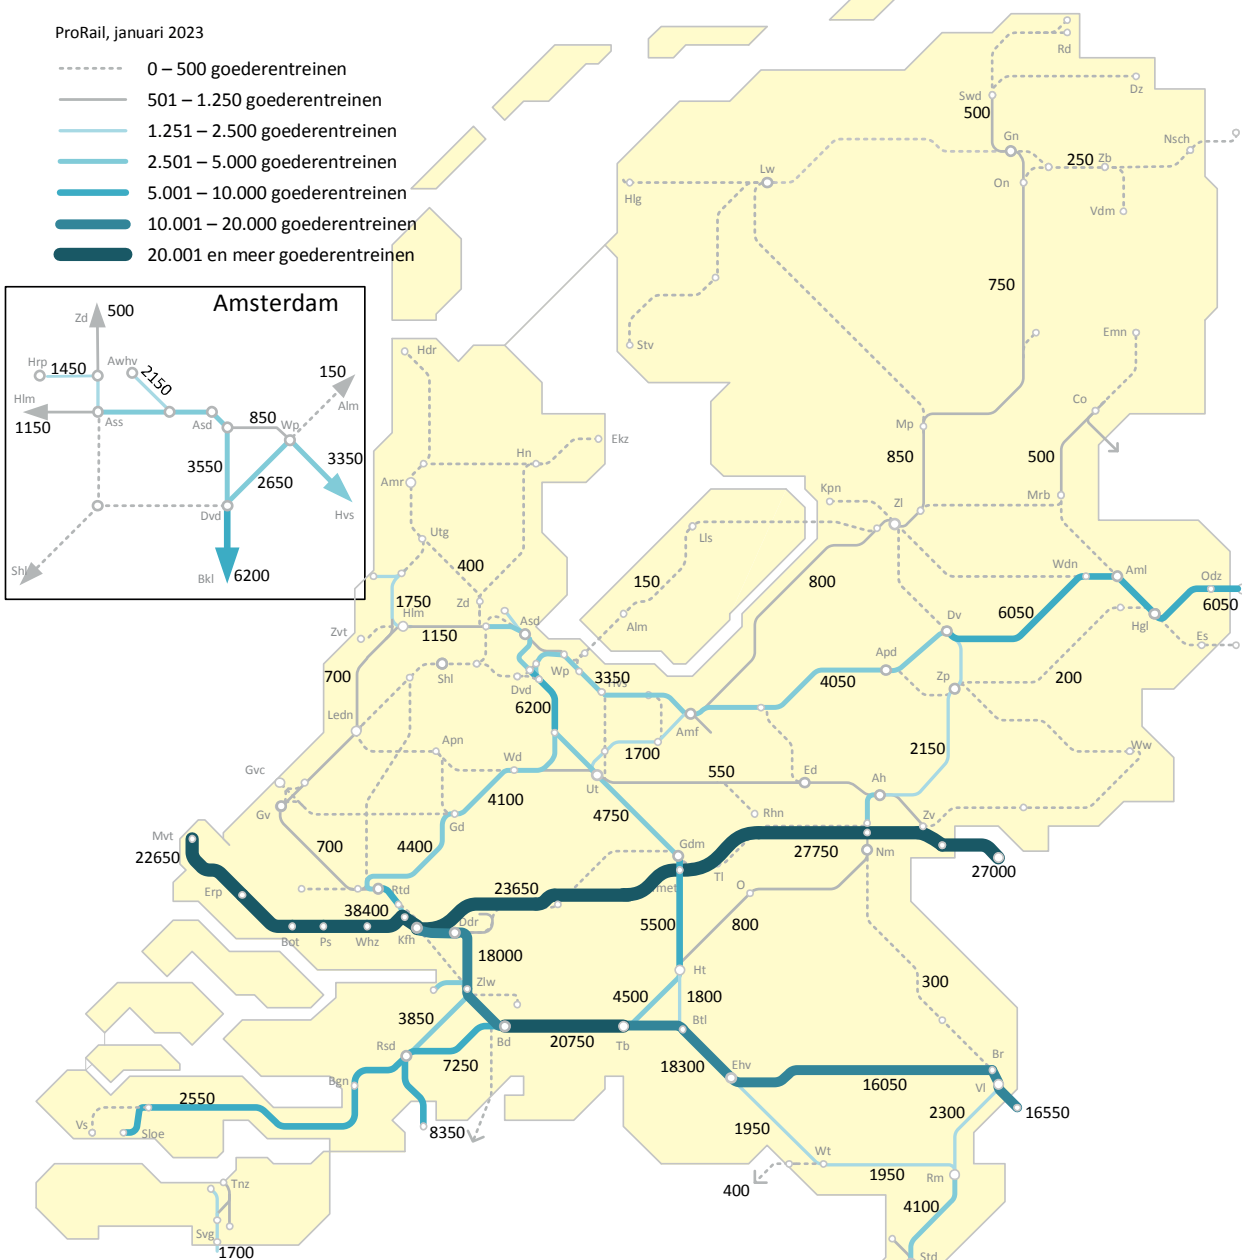 ProRail, januari 2023
0 – 500 goederentreinen
501 – 1.250 goederentreinen
1.251 – 2.500 goederentreinen
2.501 – 5.000 goederentreinen
5.001 – 10.000 goederentreinen
10.001 – 20.000 goederentreinen
20.001 en meer goederentreinen
Amsterdam
Zd
500
Hrp
1450
Awhv
2150
150
Alm
Hlm
1150
Ass
Asd
850
Wp
3550
2650
3350
Dvd
Hvs
Shl
Bkl
6200
Rd
Dz
Swd
500
Gn
250
Zb
Nsch
On
Vdm
Lw
Hlg
Stv
750
Emn
Co
Mp
850
500
Mrb
Kpn
Zl
Hdr
Ekz
Hn
Amr
Utg
400
Zd
Lls
150
Alm
800
Wdn
Aml
Odz
6050
6050
Hgl
Es
Dv
1750
Hlm
1150
Zvt
Asd
700
Shl
Wp
3350
Hvs
Dvd
6200
Apd
4050
Zp
200
Ledn
Amf
2150
Ww
Apn
Wd
1700
Gvc
550
Ed
Ah
Ut
4100
Gv
4750
Rhn
Zv
Gd
Mvt
22650
700
4400
Gdm
27750
Nm
27000
Tl
met
Erp
Rtd
23650
O
38400
Ddr
5500
800
Bot
Ps
Whz
Kfh
18000
Ht
300
Zlw
4500
1800
3850
Btl
Rsd
Bd
20750
Tb
7250
18300
Ehv
Br
Bgn
16050
Vl
2550
2300
16550
Vs
Sloe
8350
1950
Wt
1950
Rm
400
Tnz
4100
Svg
1700
Std